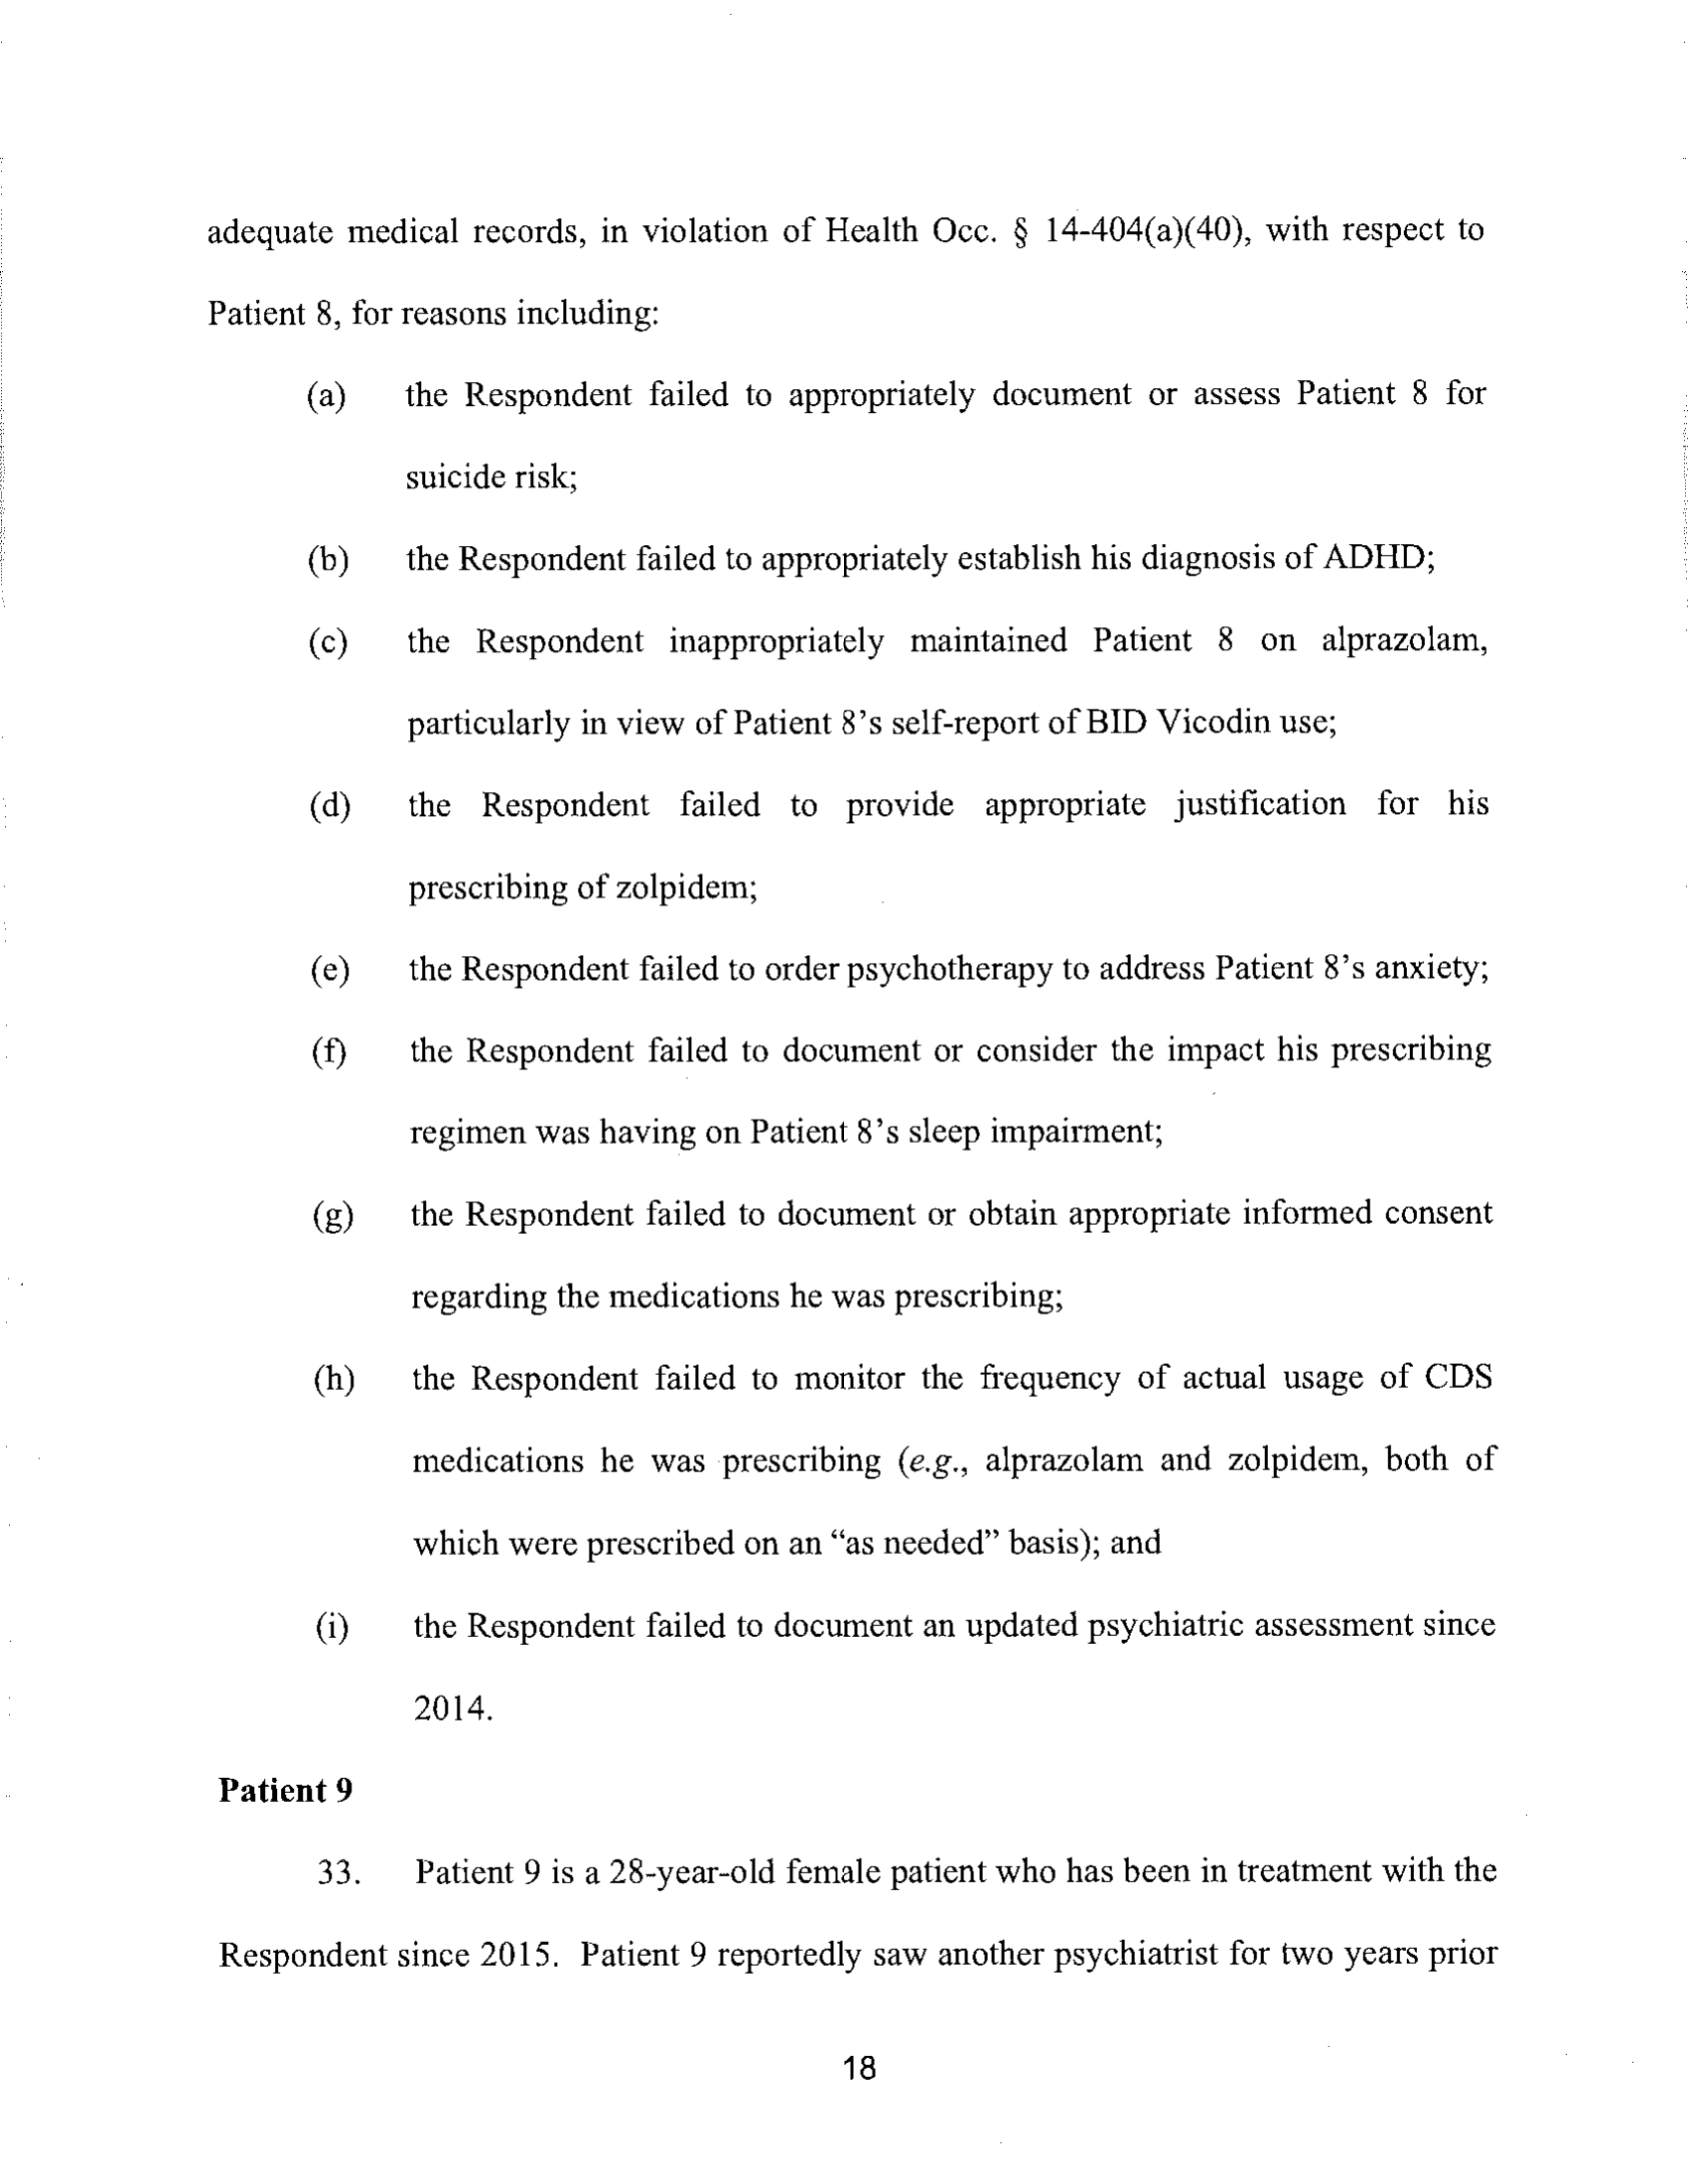 adequate medical records, in violation of Health Occ. § 14-404(a)(40), with respect to
Patient 8, for reasons including:
(a) the Respondent failed to appropriately document or assess Patient 8 for
suicide risk;
(b) the Respondent failed to appropriately establish his diagnosis of ADHD;
(c) the Respondent inappropriately maintained Patient 8 on alprazolam,
particularly in view of Patient 8’s self-report of BID Vicodin use;
(d) the Respondent failed to provide appropriate justification for his
prescribing of zolpidem;
(e) the Respondent failed to order psychotherapy to address Patient 8’s anxiety;
(f) the Respondent failed to document or consider the impact his prescribing
regimen was having on Patient 8’s sleep impairment;
(g) the Respondent failed to document or obtain appropriate informed consent
regarding the medications he was prescribing;
(h) the Respondent failed to monitor the frequency of actual usage of CDS
medications he was prescribing (e.g., alprazolam and zolpidem, both of
which were prescribed on an “as needed” basis); and
(i) the Respondent failed to document an updated psychiatric assessment since
2014.
Patient 9
33. Patient 9 is a 28-year-old female patient who has been in treatment with the
Respondent since 2015. Patient 9 reportedly saw another psychiatrist for two years prior
18